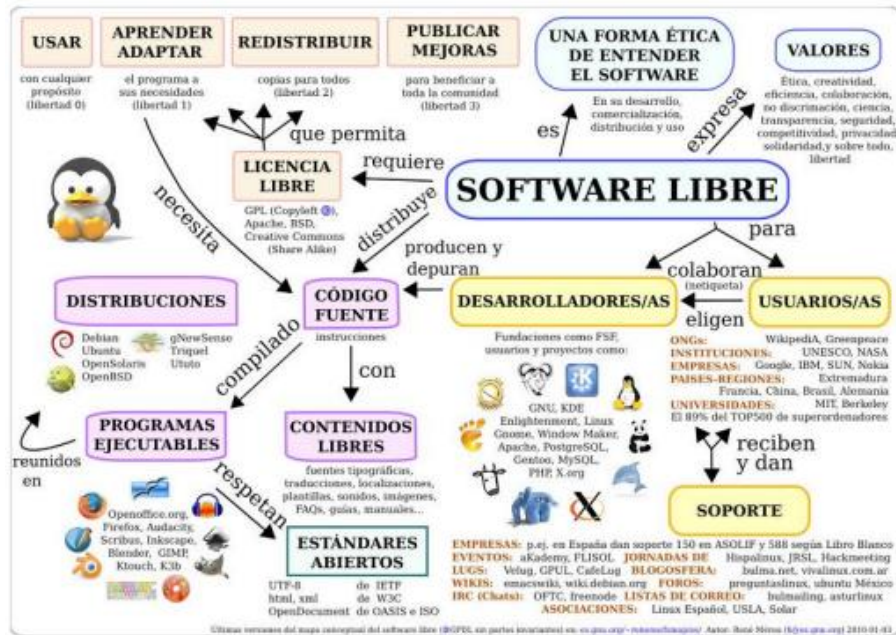 USAR
con cualquier
propósito
(libertad 0)
APRENDER
ADAPTAR
el programa a
sus necesidades
(libertad 1)
REDISTRIBUIR
copias para todos
(libertad 2)
PUBLICAR
MEJORAS
para beneficiar a
toda la comunidad
(libertad 3)
UNA FORMA ÉTICA
DE ENTENDER
EL SOFTWARE
En su desarrollo,
comercialización,
distribución y uso
VALORES
Ética, creatividad,
eficiencia, colaboración,
no discrimación, ciencia,
transparencia, seguridad,
competitividad, privacidad
solidaridad,y sobre todo,
libertad
que permita
es
expresa
LICENCIA
LIBRE
requiere
GPL (Copyleft),
Apache, BSD,
Creative Commons
(Share Alike)
SOFTWARE LIBRE
necesita
distribuye
para
producen y
depuran
colaboran
(netiqueta)
eligen
DISTRIBUCIONES
Debian
Ubuntu
OpenSolaris
OpenBSD
gNewSense
Triquel
Ututo
CÓDIGO
FUENTE
instrucciones
DESARROLLADORES/AS
Fundaciones como FSF,
usuarios y proyectos como:
GNU, KDE
Enlightenment, Linux
Gnome, Window Maker,
Apache, PostgreSQL,
Gentoo, MySQL,
PHP, X.org
USUARIOS/AS
ONGs: WikipediA, Greenpeace
INSTITUCIONES: UNESCO, NASA
EMPRESAS: Google, IBM, SUN, Nokia
PAISES-REGIONES: Extremadura
Francia, China, Brasil, Alemania
UNIVERSIDADES: MIT, Berkeley
El 89% del TOP500 de superordenadores
compilado
con
reunidos
en
PROGRAMAS
EJECUTABLES
Openoffice.org,
Firefox, Audacity,
Scribus, Inkscape,
Blender, GIMP,
Ktouch, K3b
respetan
CONTENIDOS
LIBRES
fuentes tipográficas,
traducciones, localizaciones,
plantillas, sonidos, imágenes,
FAQs, guías, manuales...
ESTÁNDARES
ABIERTOS
UTF-8 de IETF
html, xml de W3C
OpenDocument de OASIS e ISO
reciben
y dan
SOPORTE
EMPRESAS: p.ej. en España dan soporte 150 en ASOLIF y 588 según Libro Blanco
EVENTOS: aKademy, FLISOL JORNADAS DE Hispalinux, JRSL, Hackmeeting
LUGS: Velug, GPUL, CafeLug BLOGOSFERA: bulma.net, vivalinux.com.ar
WIKIS: emacswiki, wiki.debian.org FOROS: preguntaslinux, ubuntu México
IRC (Chats): OFTC, freenode LISTAS DE CORREO: bulmailing, asturlinux
ASOCIACIONES: Linux Español, USLA, Solar
Últimas versiones del mapa conceptual del software libre
Autor: René Mérou